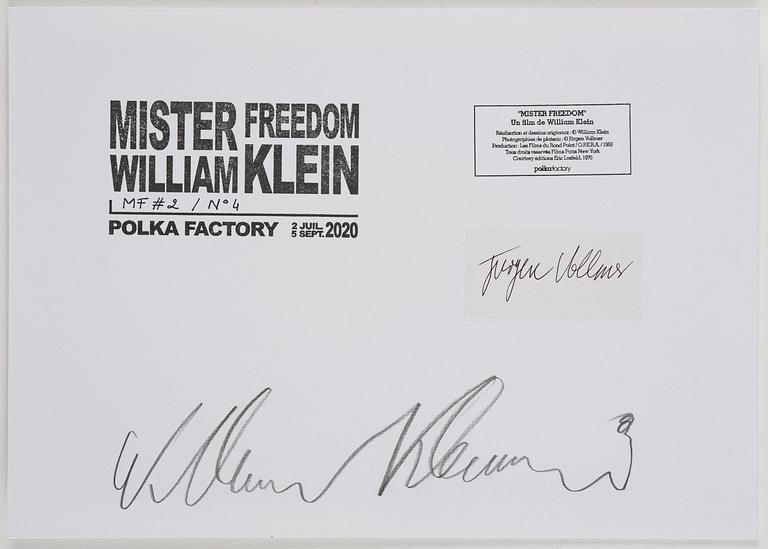 MISTER FREEDOM
WILLIAM KLEIN
MF #2 / N°4
POLKA FACTORY 2 JUIL. 5 SEPT. 2020
"MISTER FREEDOM"
Un film de William Klein
Réalisation et dessins originaux : © William Klein
Photographies de plateau : © Jürgen Vollmer
Production : Les Films du Rond Point / O.P.E.R.A. / 1968
Tous droits réservés Films Paris New York
Courtesy éditions Eric Losfeld, 1970
polkafactory
Jürgen Vollmer
William Klein